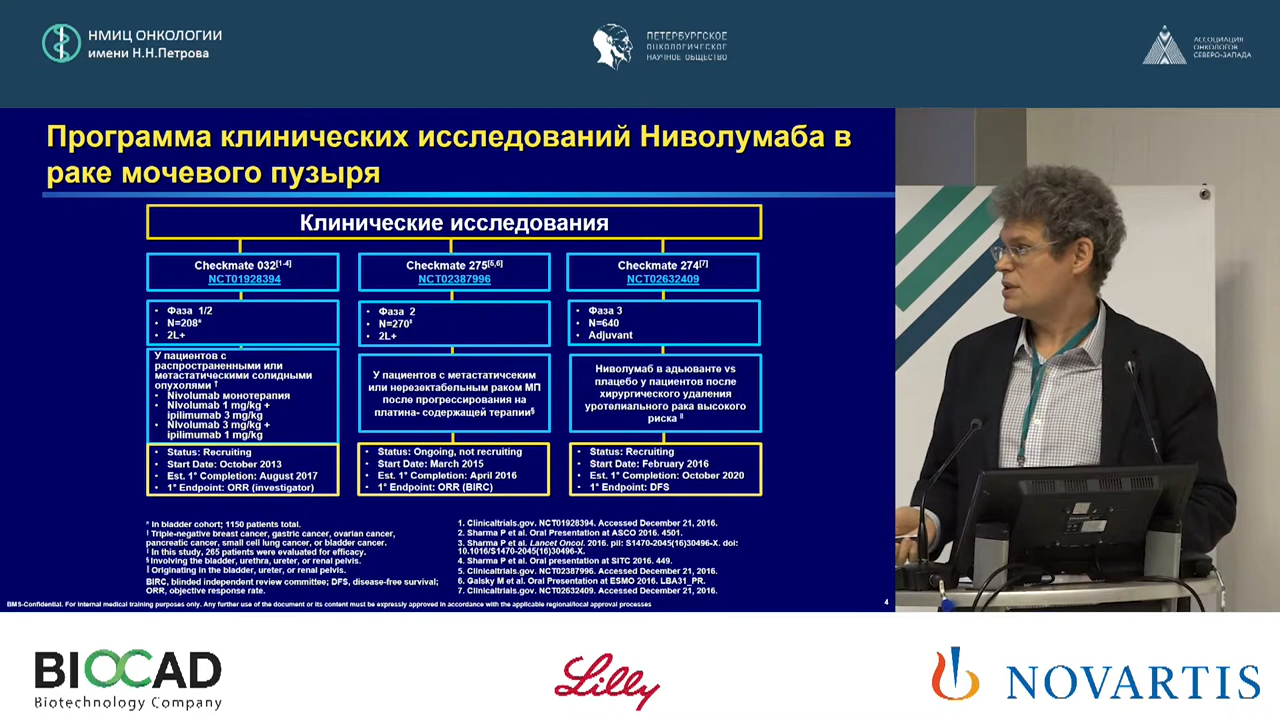 НМИЦ ОНКОЛОГИИ
имени Н.Н.Петрова
ПЕТЕРБУРГСКОЕ
ОНКОЛОГИЧЕСКОЕ
НАУЧНОЕ ОБЩЕСТВО
АССОЦИАЦИЯ
ОНКОЛОГОВ
СЕВЕРО-ЗАПАДА
Программа клинических исследований Ниволумаба в
раке мочевого пузыря
Клинические исследования
Checkmate 032[1-4]
NCT01928394
• Фаза 1/2
• N=208*
• 2L+
У пациентов с
распространенными или
метастатическими солидными
опухолями †
• Nivolumab монотерапия
• Nivolumab 1 mg/kg +
ipilimumab 3 mg/kg
• Nivolumab 3 mg/kg +
ipilimumab 1 mg/kg
• Status: Recruiting
• Start Date: October 2013
• Est. 1° Completion: August 2017
• 1° Endpoint: ORR (investigator)
Checkmate 275[5,6]
NCT02387996
• Фаза 2
• N=270‡
• 2L+
У пациентов с метастатичсеким
или нерезектабельным раком МП
после прогрессирования на
платина- содержащей терапии§
• Status: Ongoing, not recruiting
• Start Date: March 2015
• Est. 1° Completion: April 2016
• 1° Endpoint: ORR (BIRC)
Checkmate 274[7]
NCT02632409
• Фаза 3
• N=640
• Adjuvant
Ниволумаб в адьюванте vs
плацебо у пациентов после
хирургического удаления
уротелиального рака высокого
риска ‖
• Status: Recruiting
• Start Date: February 2016
• Est. 1° Completion: October 2020
• 1° Endpoint: DFS
* In bladder cohort; 1150 patients total.
† Triple-negative breast cancer, gastric cancer, ovarian cancer,
pancreatic cancer, small cell lung cancer, or bladder cancer.
‡ In this study, 265 patients were evaluated for efficacy.
§ Involving the bladder, urethra, ureter, or renal pelvis.
‖ Originating in the bladder, ureter, or renal pelvis.
BIRC, blinded independent review committee; DFS, disease-free survival;
ORR, objective response rate.
1. Clinicaltrials.gov. NCT01928394. Accessed December 21, 2016.
2. Sharma P et al. Oral Presentation at ASCO 2016. 4501.
3. Sharma P et al. Lancet Oncol. 2016. pii: S1470-2045(16)30496-X. doi:
10.1016/S1470-2045(16)30496-X.
4. Sharma P et al. Oral presentation at SITC 2016. 449.
5. Clinicaltrials.gov. NCT02387996. Accessed December 21, 2016.
6. Galsky M et al. Oral Presentation at ESMO 2016. LBA31_PR.
7. Clinicaltrials.gov. NCT02632409. Accessed December 21, 2016.
BMS-Confidential. For internal medical training purposes only. Any further use of the document or its content must be expressly approved in accordance with the applicable regional/local approval processes
4
BIOCAD
Biotechnology Company
Lilly
NOVARTIS